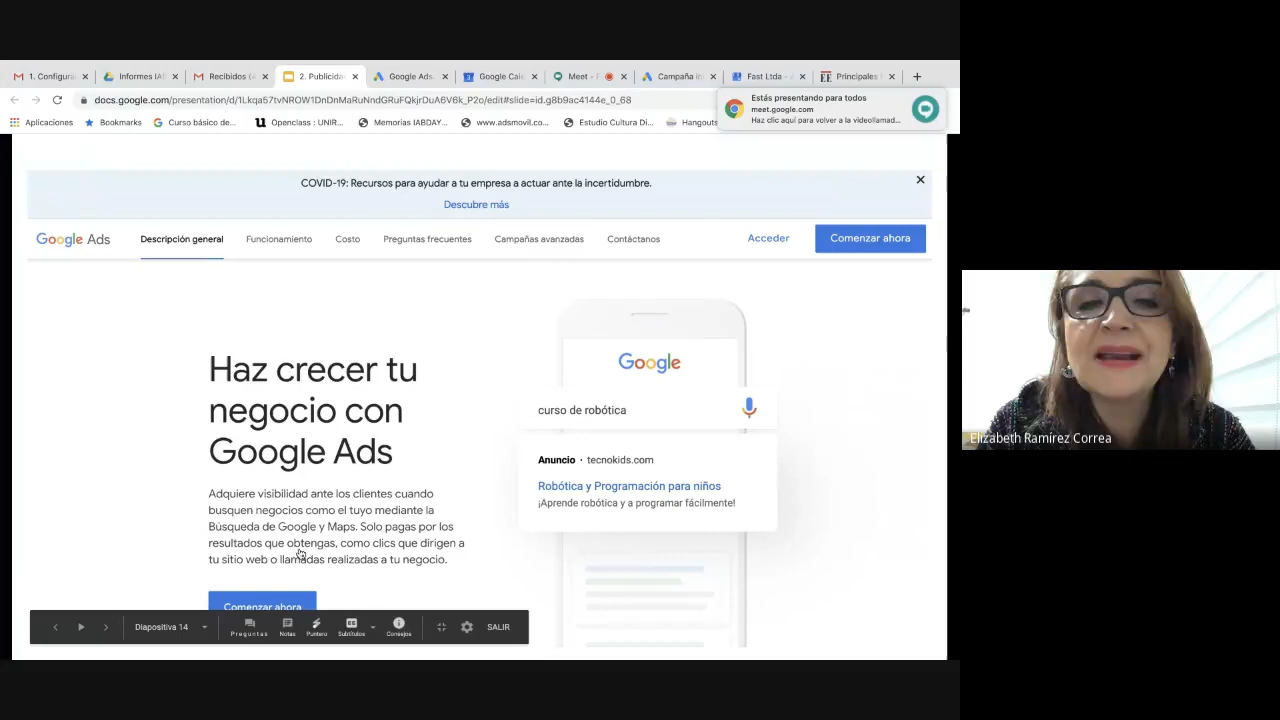 1. Configura
Informes IAB
Recibidos (
2. Publicida
Google Ads
Google Cale
Meet -
Campaña in
Fast Ltda - A
Principales
docs.google.com/presentation/d/1Lkqa57tvNROW1DnDnMaRuNndGRuFQkjrDuA6V6k_P2o/edit#slide=id.g8b9ac4144e_0_68
Estás presentando para todos
meet.google.com
Haz clic aquí para volver a la videollamad...
Aplicaciones
Bookmarks
Curso básico de...
Openclass : UNIR...
Memorias IABDAY...
www.adsmovil.co...
Estudio Cultura Di...
Hangouts
COVID-19: Recursos para ayudar a tu empresa a actuar ante la incertidumbre.
Descubre más
Google Ads
Descripción general
Funcionamiento
Costo
Preguntas frecuentes
Campañas avanzadas
Contáctanos
Acceder
Comenzar ahora
Haz crecer tu
negocio con
Google Ads
Adquiere visibilidad ante los clientes cuando
busquen negocios como el tuyo mediante la
Búsqueda de Google y Maps. Solo pagas por los
resultados que obtengas, como clics que dirigen a
tu sitio web o llamadas realizadas a tu negocio.
Comenzar ahora
Google
curso de robótica
Anuncio · tecnokids.com
Robótica y Programación para niños
¡Aprende robótica y a programar fácilmente!
Diapositiva 14
Preguntas
Notas
Puntero
Subtítulos
Consejos
SALIR
Elizabeth Ramírez Correa